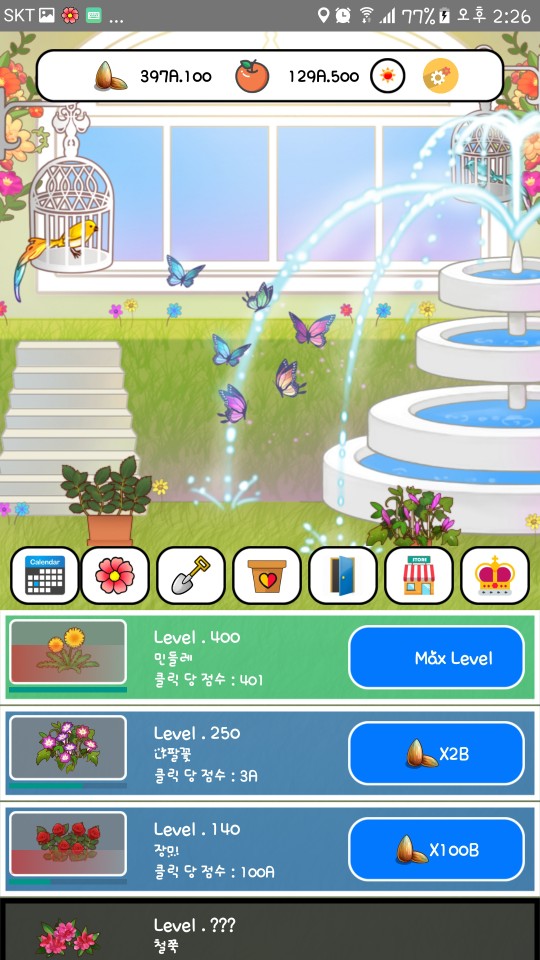 SKT ... 77% 오후 2:26
397A.100 129A.500
Calendar
STORE
Level . 400
민들레
클릭 당 점수 : 401
Max Level
Level . 250
나팔꽃
클릭 당 점수 : 3A
X2B
Level . 140
장미
클릭 당 점수 : 100A
X100B
Level . ???
철쭉